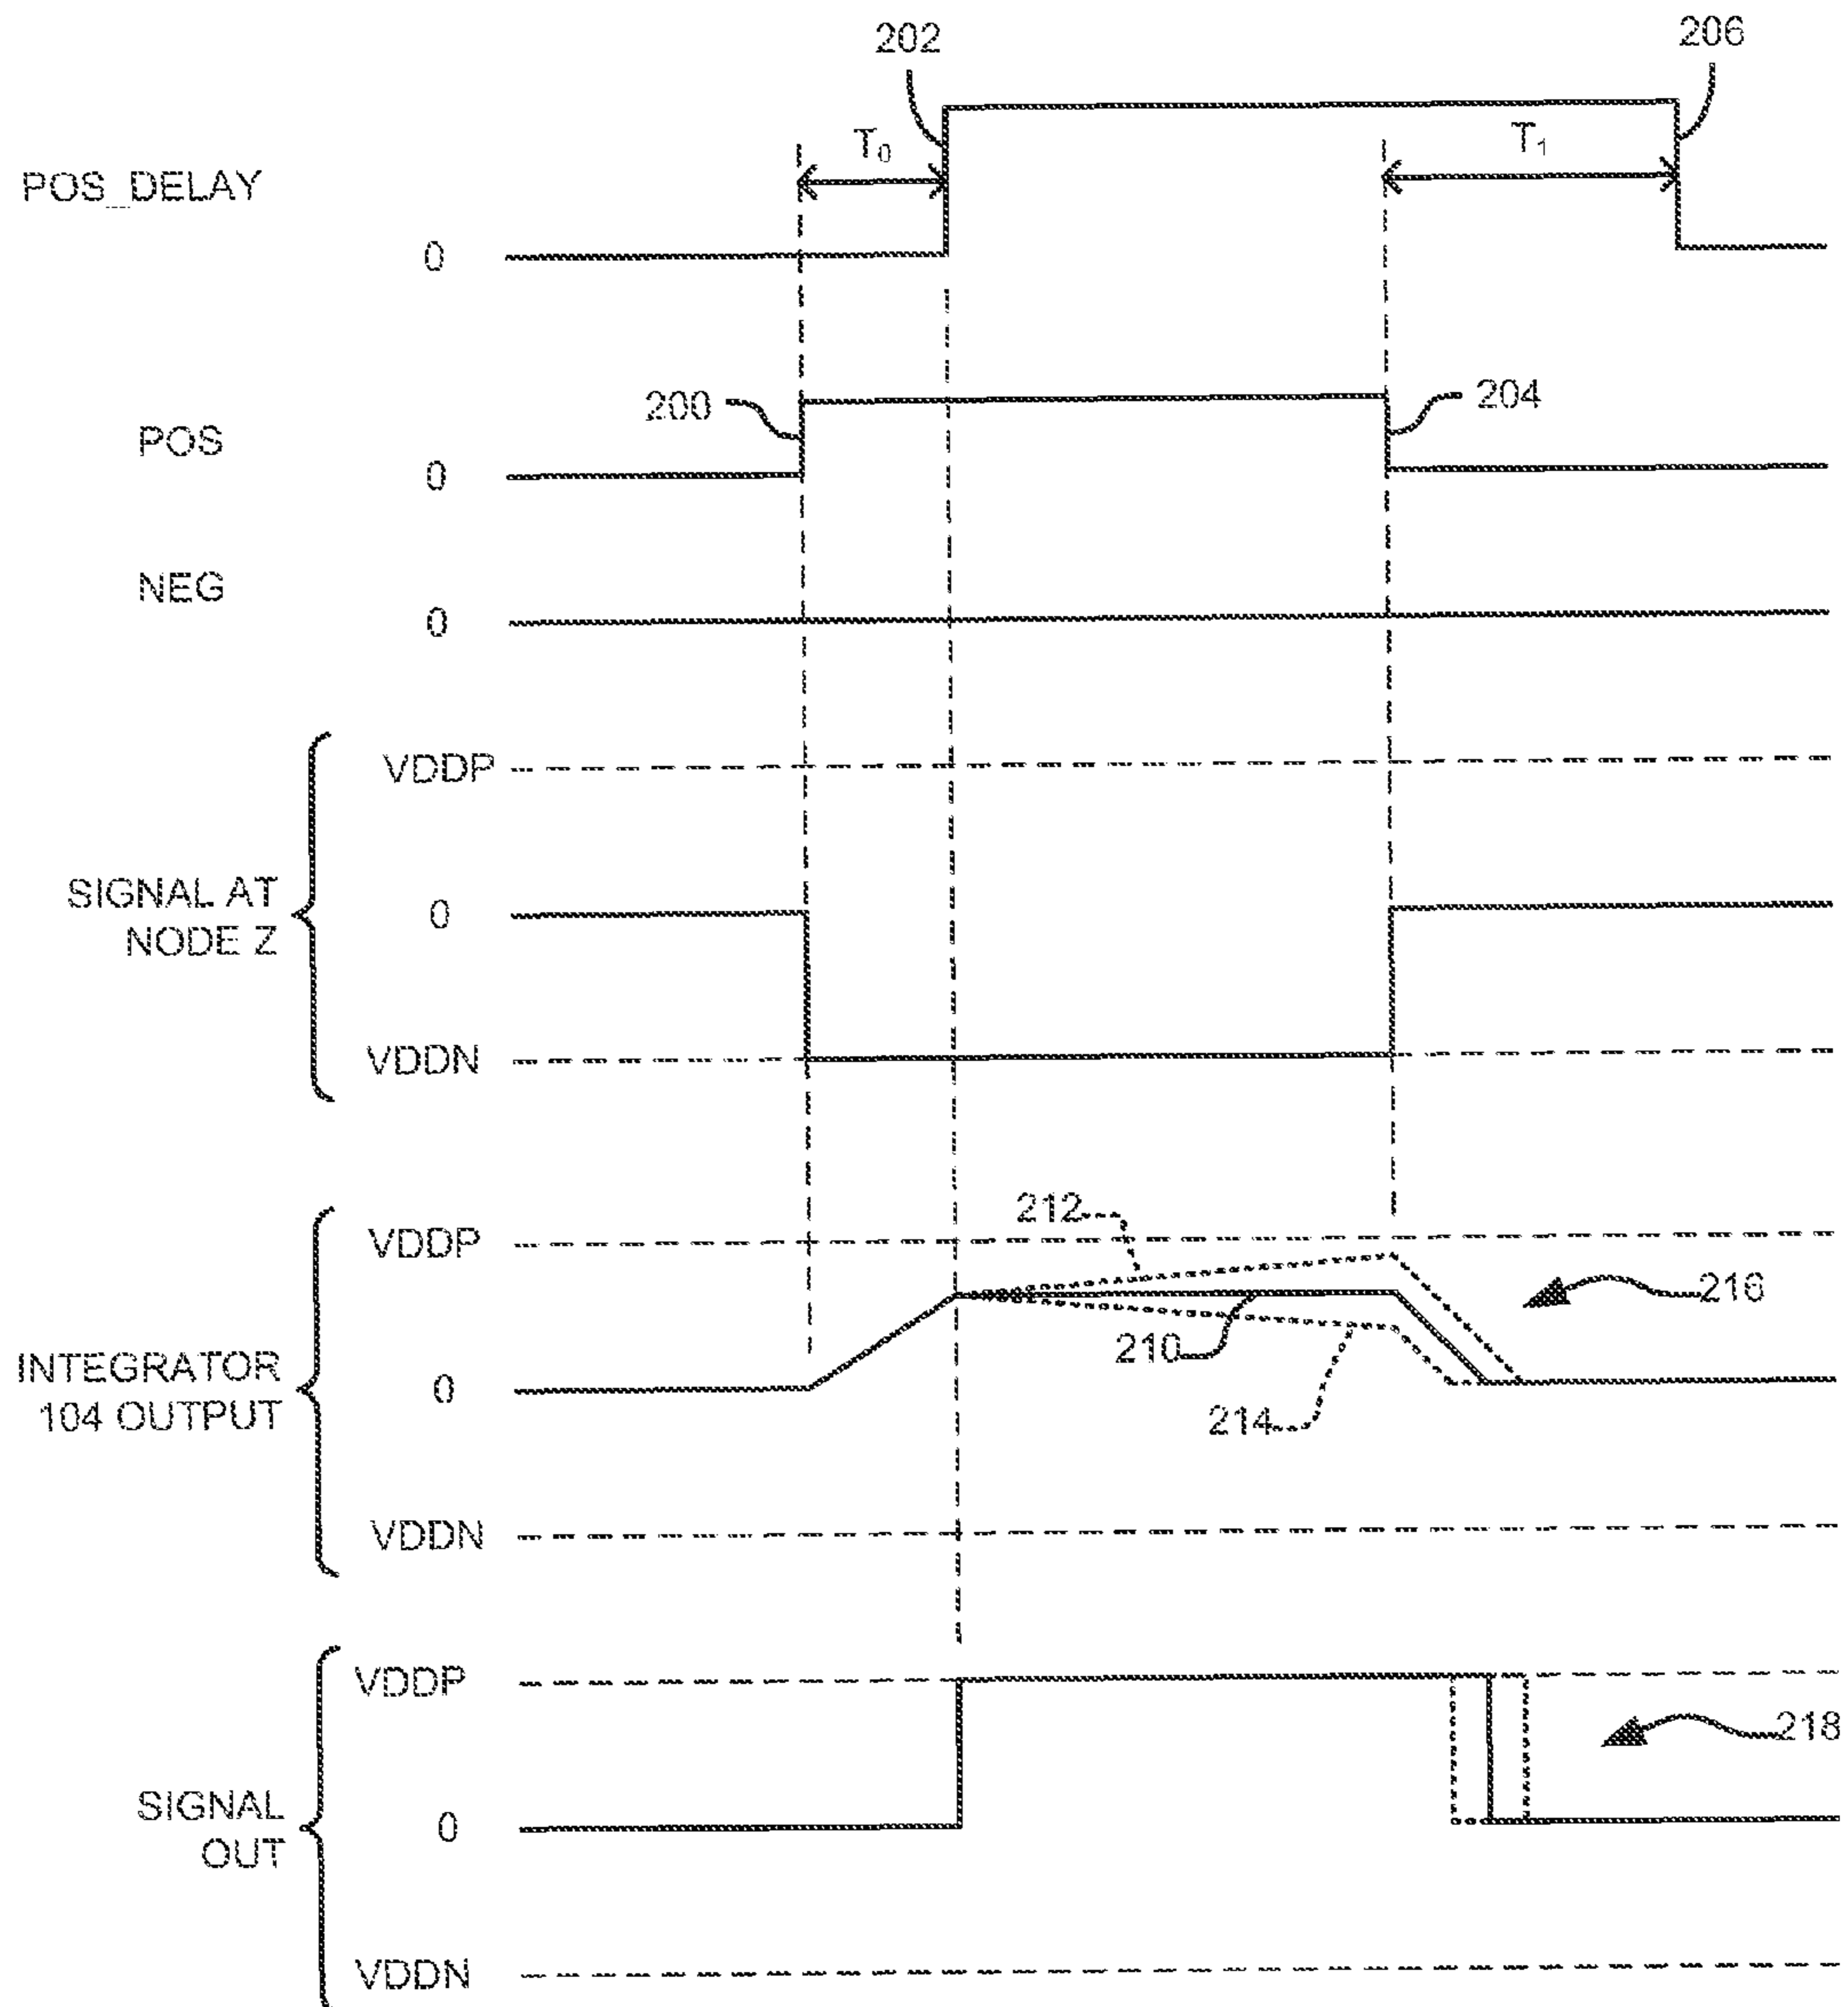 202
206
T₀
T₁
POS_DELAY
0
200
204
POS
0
NEG
0
VDDP
SIGNAL AT
NODE Z
0
VDDN
212
VDDP
216
210
INTEGRATOR
104 OUTPUT
0
214
VDDN
VDDP
218
SIGNAL
OUT
0
VDDN